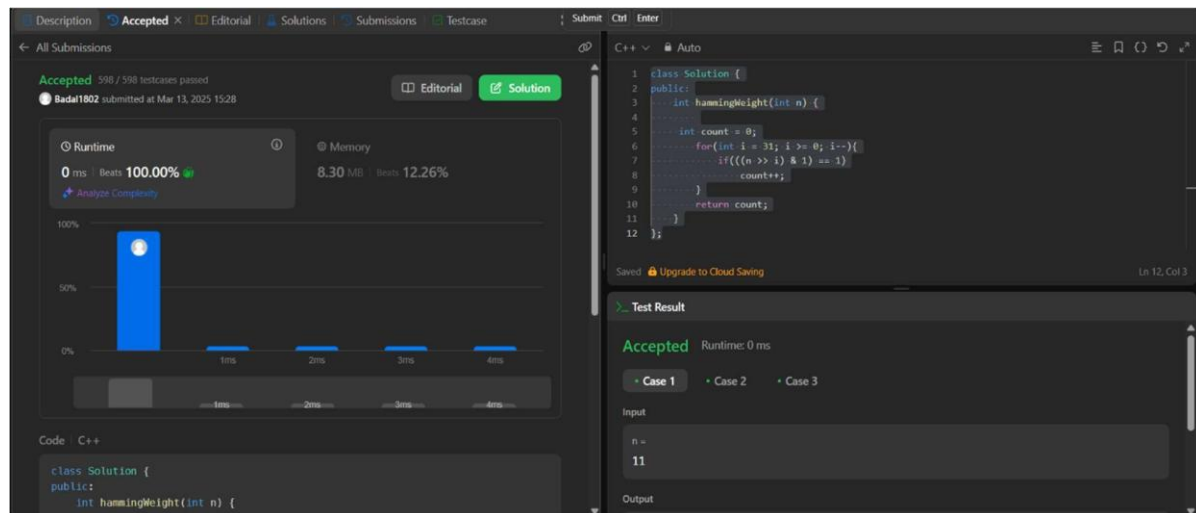 Description
Accepted
Editorial
Solutions
Submissions
Testcase
Submit Ctrl Enter
All Submissions
Accepted 598 / 598 testcases passed
Badal1802 submitted at Mar 13, 2025 15:28
Editorial
Solution
Runtime
0 ms Beats 100.00%
Analyze Complexity
Memory
8.30 MB Beats 12.26%
100%
50%
0%
1ms 2ms 3ms 4ms
1ms 2ms 3ms 4ms
Code C++
class Solution {
public:
int hammingWeight(int n) {
C++ Auto
1 class Solution {
2 public:
3 int hammingWeight(int n) {
4
5 int count = 0;
6 for(int i = 31; i >= 0; i--){
7 if(((n >> i) & 1) == 1)
8 count++;
9 }
10 return count;
11 }
12 };
Saved Upgrade to Cloud Saving
Ln 12, Col 3
Test Result
Accepted Runtime: 0 ms
Case 1 Case 2 Case 3
Input
n =
11
Output